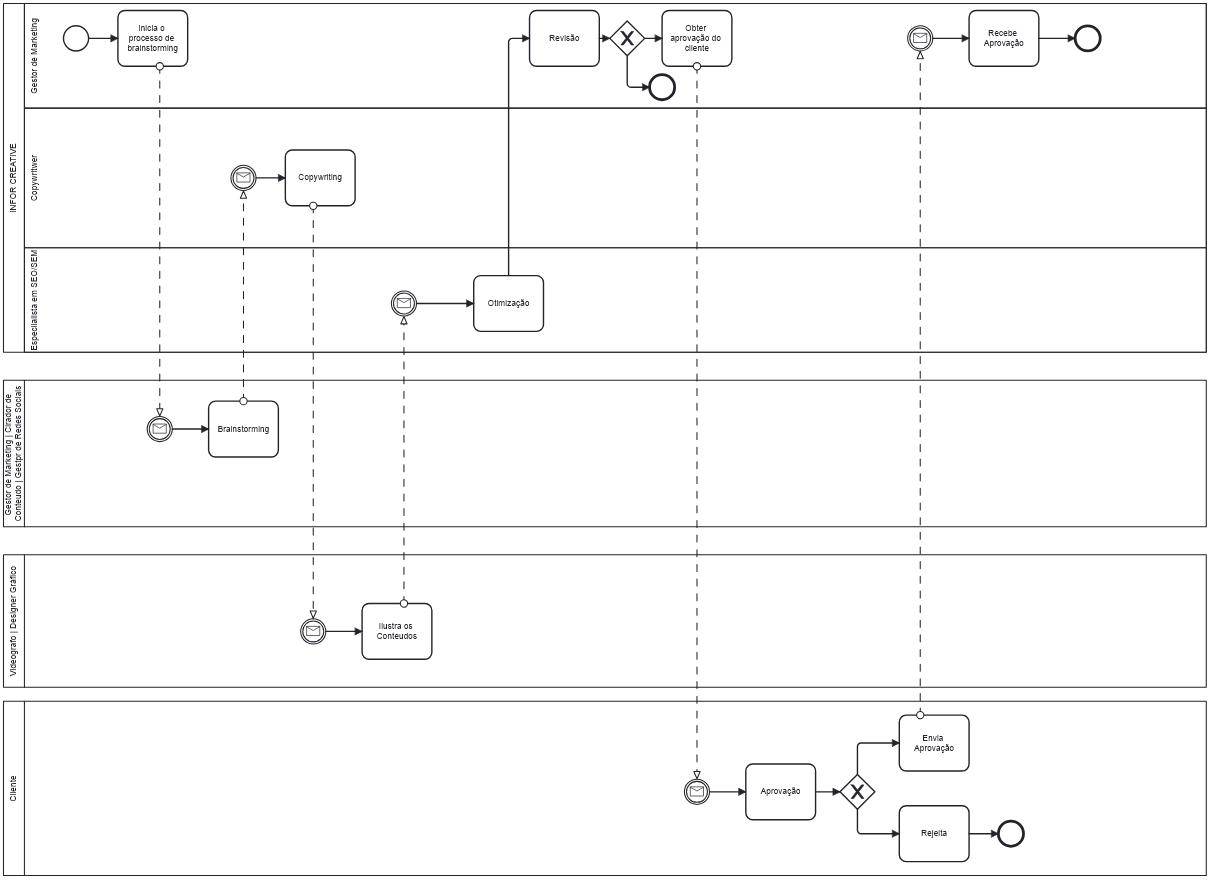 INFOR CREATIVE
Gestor de Marketing
Inicia o
processo de
brainstorming
Revisão
Obter
aprovação do
cliente
Recebe
Aprovação
Copywritwer
Copywriting
Especiialista em SEO/SEM
Otimização
Gestor de Marketing | Cirador de
Conteudo | Gestpr de Redes Sociais
Brainstorming
Videografo | Designer Gráfico
Ilustra os
Conteudos
Cliente
Aprovação
Envia
Aprovação
Rejeita